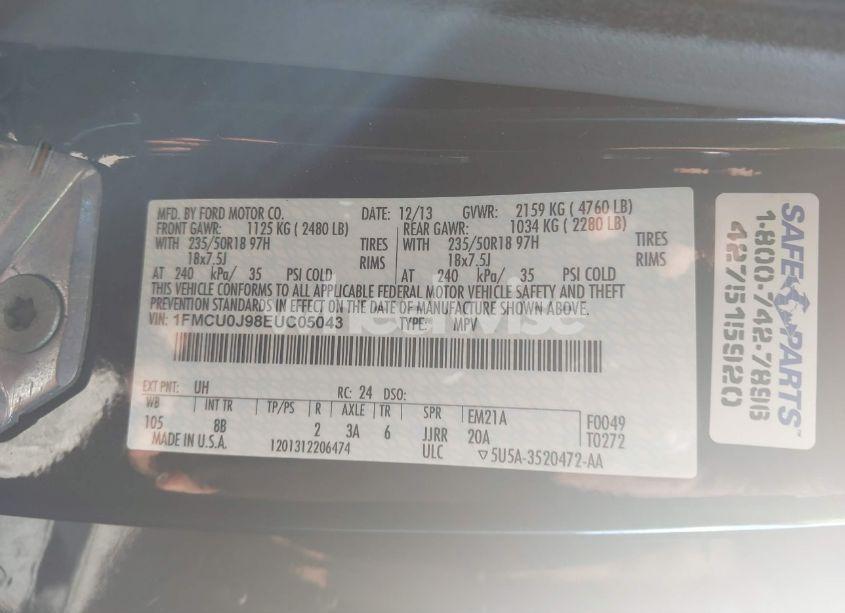 MFD. BY FORD MOTOR CO. DATE: 12/13 GVWR: 2159 KG ( 4760 LB)
FRONT GAWR: 1125 KG ( 2480 LB) REAR GAWR: 1034 KG ( 2280 LB)
WITH 235/50R18 97H TIRES WITH 235/50R18 97H TIRES
18x7.5J RIMS 18x7.5J RIMS
AT 240 kPa/ 35 PSI COLD AT 240 kPa/ 35 PSI COLD
THIS VEHICLE CONFORMS TO ALL APPLICABLE FEDERAL MOTOR VEHICLE SAFETY AND THEFT
PREVENTION STANDARDS IN EFFECT ON THE DATE OF MANUFACTURE SHOWN ABOVE.
VIN: 1FMCU0J98EUC05043 TYPE: MPV
EXT PNT: UH RC: 24 DSO:
WB INT TR TP/PS R AXLE TR SPR EM21A F0049
105 8B 2 3A 6 JJRR 20A T0272
MADE IN U.S.A. 1201312206474 ULC ▽5U5A-3520472-AA
SAFE PARTS™
1-800-742-7896
4275155920